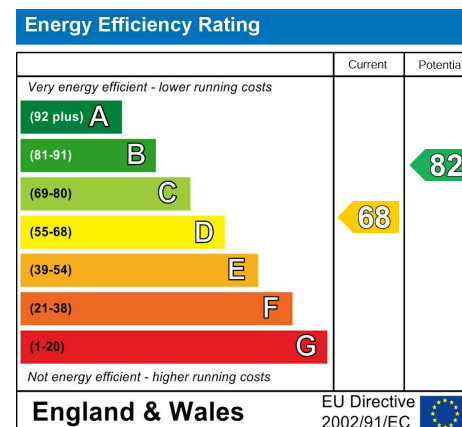 Energy Efficiency Rating
Current Potential
Very energy efficient - lower running costs
(92 plus) A
(81-91) B
82
(69-80) C
68
(55-68) D
(39-54) E
(21-38) F
(1-20) G
Not energy efficient - higher running costs
England & Wales
EU Directive
2002/91/EC